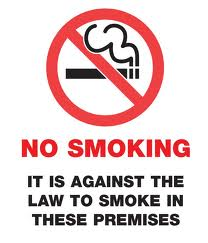 NO SMOKING
IT IS AGAINST THE
LAW TO SMOKE IN
THESE PREMISES